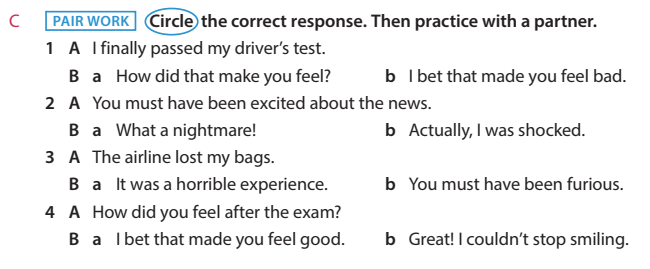 C PAIR WORK Circle the correct response. Then practice with a partner.
1 A I finally passed my driver’s test.
B a How did that make you feel? b I bet that made you feel bad.
2 A You must have been excited about the news.
B a What a nightmare! b Actually, I was shocked.
3 A The airline lost my bags.
B a It was a horrible experience. b You must have been furious.
4 A How did you feel after the exam?
B a I bet that made you feel good. b Great! I couldn’t stop smiling.